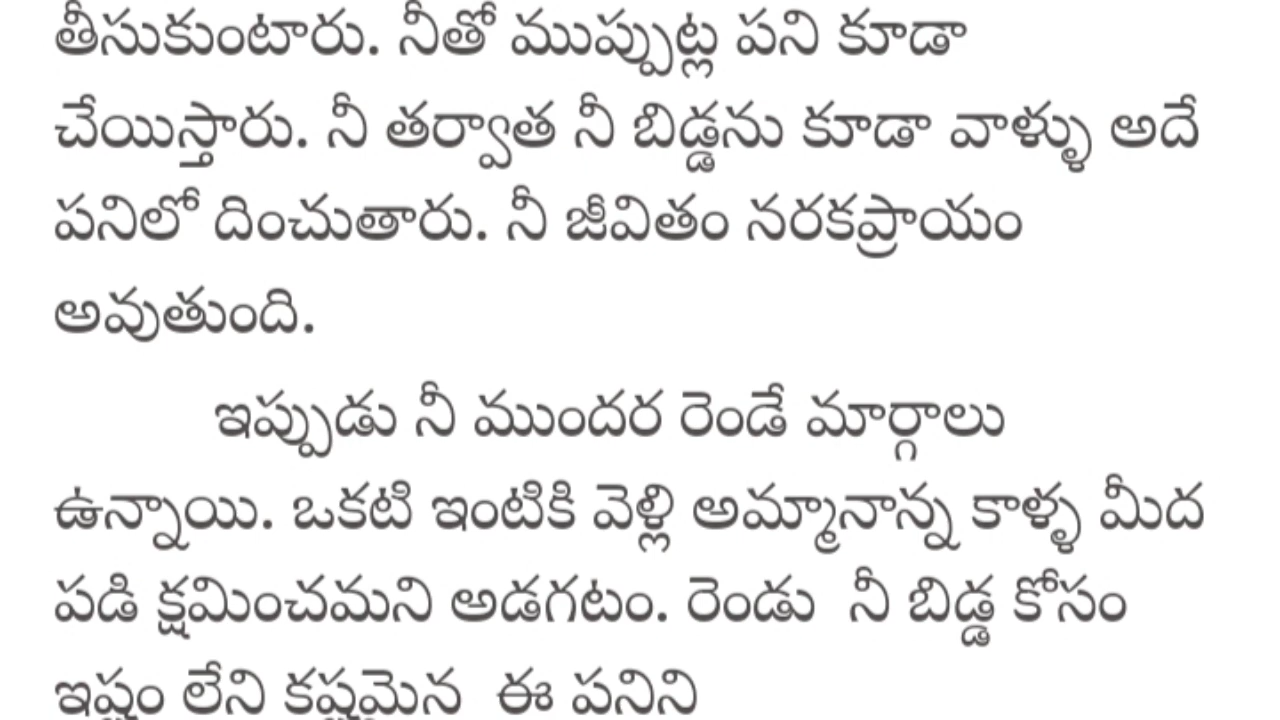 తీసుకుంటారు. నీతో ముప్పుట్ల పని కూడా
చేయిస్తారు. నీ తర్వాత నీ బిడ్డను కూడా వాళ్ళు అదే
పనిలో దించుతారు. నీ జీవితం నరకప్రాయం
అవుతుంది.
ఇప్పుడు నీ ముందర రెండే మార్గాలు
ఉన్నాయి. ఒకటి ఇంటికి వెళ్లి అమ్మానాన్న కాళ్ళ మీద
పడి క్షమించమని అడగటం. రెండు నీ బిడ్డ కోసం
ఇష్టం లేని కష్టమైన ఈ పనిని